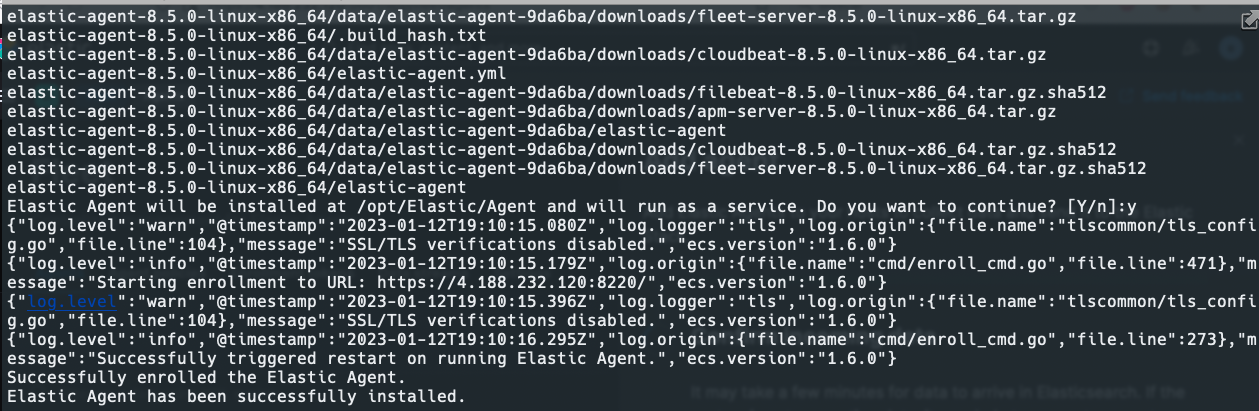 elastic-agent-8.5.0-linux-x86_64/data/elastic-agent-9da6ba/downloads/fleet-server-8.5.0-linux-x86_64.tar.gz
elastic-agent-8.5.0-linux-x86_64/.build_hash.txt
elastic-agent-8.5.0-linux-x86_64/data/elastic-agent-9da6ba/downloads/cloudbeat-8.5.0-linux-x86_64.tar.gz
elastic-agent-8.5.0-linux-x86_64/elastic-agent.yml
elastic-agent-8.5.0-linux-x86_64/data/elastic-agent-9da6ba/downloads/filebeat-8.5.0-linux-x86_64.tar.gz.sha512
elastic-agent-8.5.0-linux-x86_64/data/elastic-agent-9da6ba/downloads/apm-server-8.5.0-linux-x86_64.tar.gz
elastic-agent-8.5.0-linux-x86_64/data/elastic-agent-9da6ba/elastic-agent
elastic-agent-8.5.0-linux-x86_64/data/elastic-agent-9da6ba/downloads/cloudbeat-8.5.0-linux-x86_64.tar.gz.sha512
elastic-agent-8.5.0-linux-x86_64/data/elastic-agent-9da6ba/downloads/fleet-server-8.5.0-linux-x86_64.tar.gz.sha512
elastic-agent-8.5.0-linux-x86_64/elastic-agent
Elastic Agent will be installed at /opt/Elastic/Agent and will run as a service. Do you want to continue? [Y/n]:y
{"log.level":"warn","@timestamp":"2023-01-12T19:10:15.080Z","log.logger":"tls","log.origin":{"file.name":"tlscommon/tls_confi
g.go","file.line":104},"message":"SSL/TLS verifications disabled.","ecs.version":"1.6.0"}
{"log.level":"info","@timestamp":"2023-01-12T19:10:15.179Z","log.origin":{"file.name":"cmd/enroll_cmd.go","file.line":471},"m
essage":"Starting enrollment to URL: https://4.188.232.120:8220/","ecs.version":"1.6.0"}
{"log.level":"warn","@timestamp":"2023-01-12T19:10:15.396Z","log.logger":"tls","log.origin":{"file.name":"tlscommon/tls_confi
g.go","file.line":104},"message":"SSL/TLS verifications disabled.","ecs.version":"1.6.0"}
{"log.level":"info","@timestamp":"2023-01-12T19:10:16.295Z","log.origin":{"file.name":"cmd/enroll_cmd.go","file.line":273},"m
essage":"Successfully triggered restart on running Elastic Agent.","ecs.version":"1.6.0"}
Successfully enrolled the Elastic Agent.
Elastic Agent has been successfully installed.
It may take a few minutes for data to arrive in Elasticsearch. If the